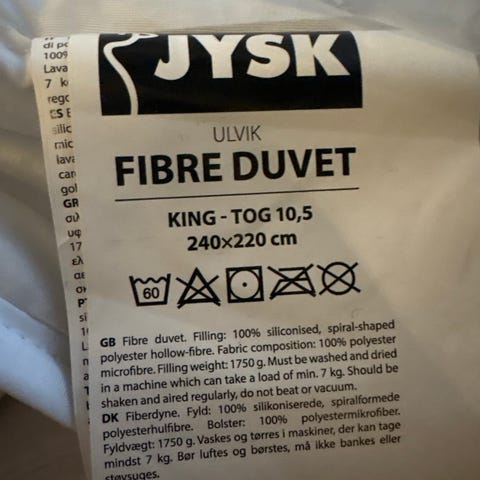 JYSK
ULVIK
FIBRE DUVET
KING - TOG 10,5
240×220 cm
60
GB Fibre duvet. Filling: 100% siliconised, spiral-shaped
polyester hollow-fibre. Fabric composition: 100% polyester
microfibre. Filling weight: 1750 g. Must be washed and dried
in a machine which can take a load of min. 7 kg. Should be
shaken and aired regularly, do not beat or vacuum.
DK Fiberdyne. Fyld: 100% silikoniserede, spiralformede
polyesterhulfibre. Bolster: 100% polyestermikrofiber.
Fyldvægt: 1750 g. Vaskes og tørres i maskiner, der kan tage
mindst 7 kg. Bør luftes og børstes, må ikke bankes eller
støvsuges.